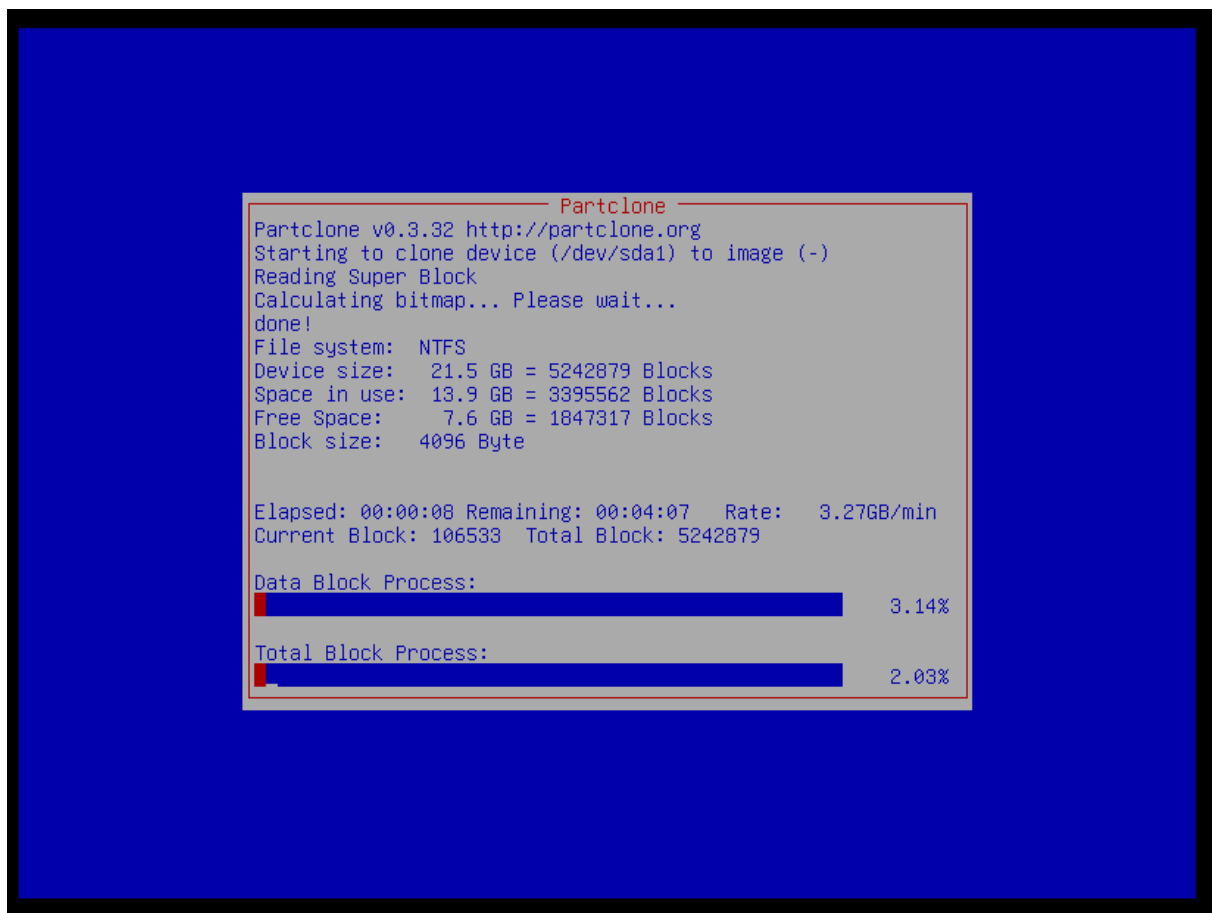 Partclone
Partclone v0.3.32 http://partclone.org
Starting to clone device (/dev/sda1) to image (-)
Reading Super Block
Calculating bitmap... Please wait...
done!
File system:  NTFS
Device size:   21.5 GB = 5242879 Blocks
Space in use:  13.9 GB = 3395562 Blocks
Free Space:     7.6 GB = 1847317 Blocks
Block size:   4096 Byte
Elapsed: 00:00:08 Remaining: 00:04:07   Rate:   3.27GB/min
Current Block: 106533  Total Block: 5242879
Data Block Process:
3.14%
Total Block Process:
2.03%